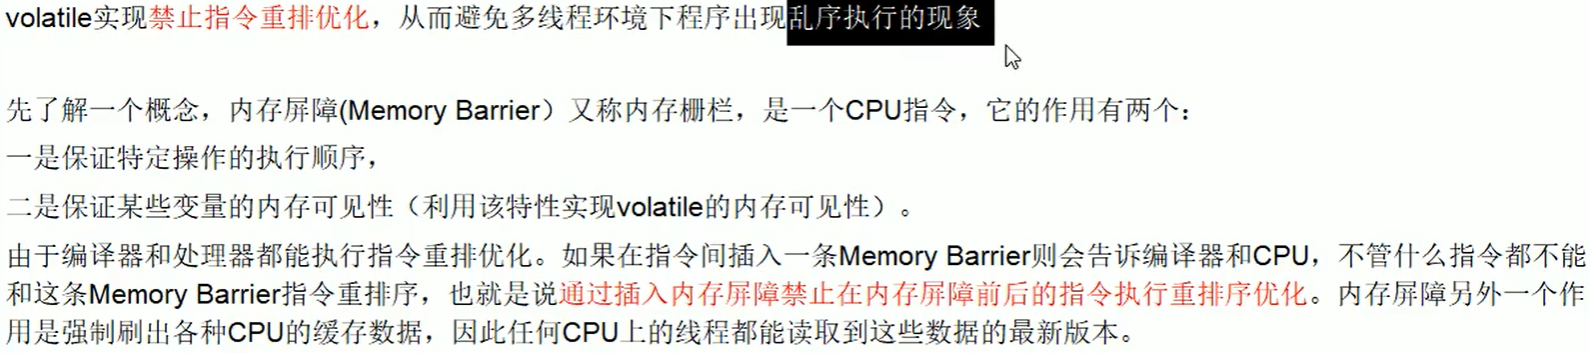 volatile实现禁止指令重排优化，从而避免多线程环境下程序出现乱序执行的现象
先了解一个概念，内存屏障(Memory Barrier）又称内存栅栏，是一个CPU指令，它的作用有两个：
一是保证特定操作的执行顺序，
二是保证某些变量的内存可见性（利用该特性实现volatile的内存可见性）。
由于编译器和处理器都能执行指令重排优化。如果在指令间插入一条Memory Barrier则会告诉编译器和CPU，不管什么指令都不能
和这条Memory Barrier指令重排序，也就是说通过插入内存屏障禁止在内存屏障前后的指令执行重排序优化。内存屏障另外一个作
用是强制刷出各种CPU的缓存数据，因此任何CPU上的线程都能读取到这些数据的最新版本。